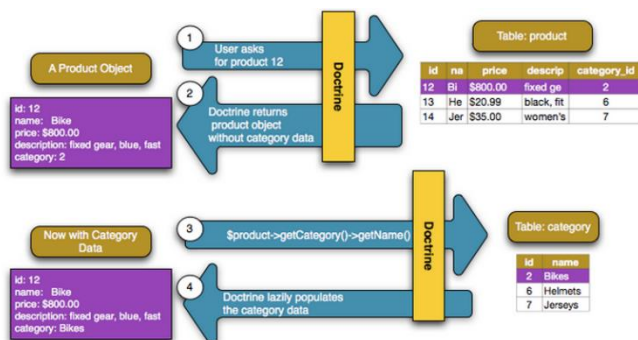 1
User asks
for product 12
Table: product
A Product Object
Doctrine
id na price descrip category_id
12 Bi $800.00 fixed ge 2
13 He $20.99 black, fit 6
14 Jer $35.00 women's 7
2
Doctrine returns
product object
without category data
id: 12
name: Bike
price: $800.00
description: fixed gear, blue, fast
category: 2
3
$product->getCategory()->getName()
Doctrine
Now with Category
Data
Table: category
id name
2 Bikes
6 Helmets
7 Jerseys
4
Doctrine lazily populates
the category data
id: 12
name: Bike
price: $800.00
description: fixed gear, blue, fast
category: Bikes